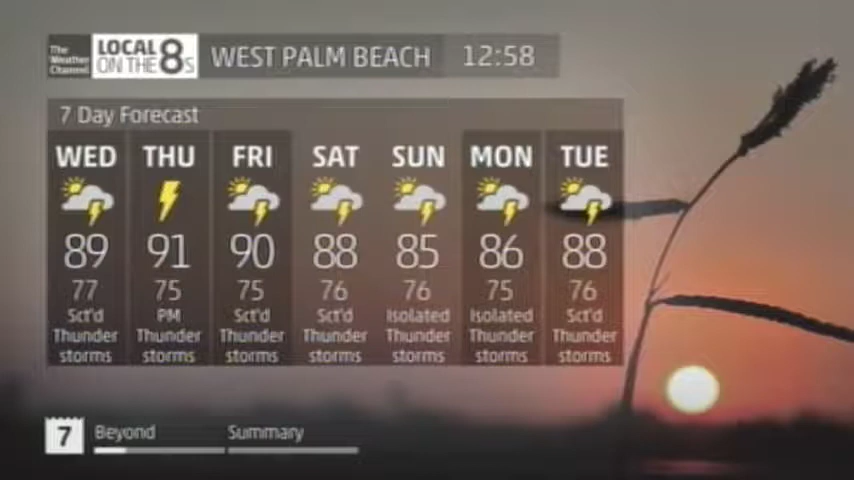 The Weather Channel LOCAL ON THE 8s WEST PALM BEACH 12:58
7 Day Forecast
WED THU FRI SAT SUN MON TUE
89 91 90 88 85 86 88
77 75 75 76 76 75 76
Sct'd PM Sct'd Sct'd Isolated Isolated Sct'd
Thunder Thunder Thunder Thunder Thunder Thunder Thunder
storms storms storms storms storms storms storms
7 Beyond Summary